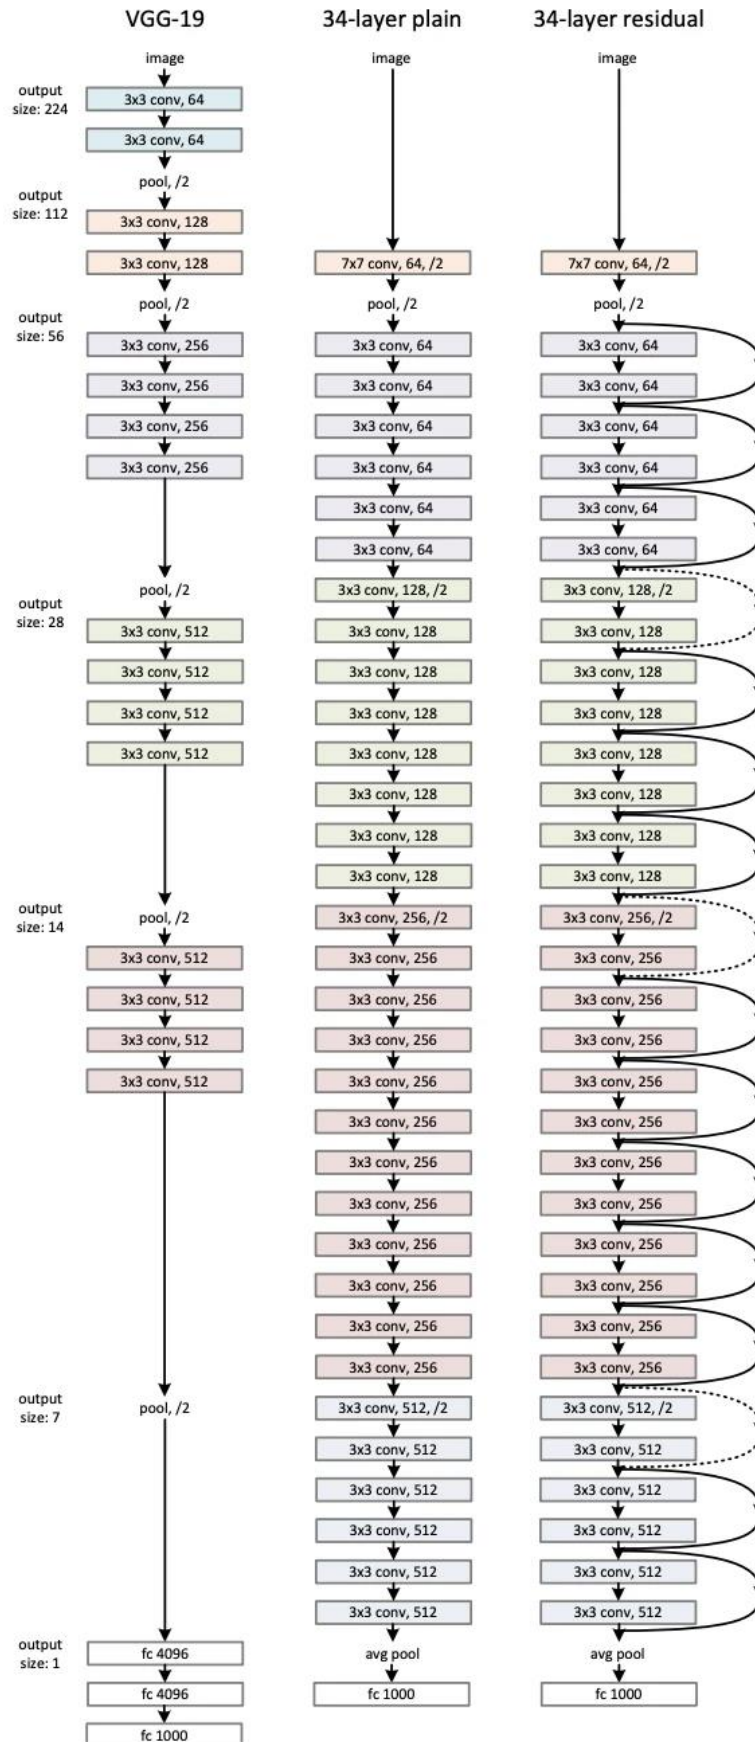 output
size: 224
output
size: 112
output
size: 56
output
size: 28
output
size: 14
output
size: 7
output
size: 1
VGG-19
image
3x3 conv, 64
3x3 conv, 64
pool, /2
3x3 conv, 128
3x3 conv, 128
pool, /2
3x3 conv, 256
3x3 conv, 256
3x3 conv, 256
3x3 conv, 256
pool, /2
3x3 conv, 512
3x3 conv, 512
3x3 conv, 512
3x3 conv, 512
pool, /2
3x3 conv, 512
3x3 conv, 512
3x3 conv, 512
3x3 conv, 512
pool, /2
fc 4096
fc 4096
fc 1000
34-layer plain
image
7x7 conv, 64, /2
pool, /2
3x3 conv, 64
3x3 conv, 64
3x3 conv, 64
3x3 conv, 64
3x3 conv, 64
3x3 conv, 64
3x3 conv, 128, /2
3x3 conv, 128
3x3 conv, 128
3x3 conv, 128
3x3 conv, 128
3x3 conv, 128
3x3 conv, 128
3x3 conv, 128
3x3 conv, 256, /2
3x3 conv, 256
3x3 conv, 256
3x3 conv, 256
3x3 conv, 256
3x3 conv, 256
3x3 conv, 256
3x3 conv, 256
3x3 conv, 256
3x3 conv, 256
3x3 conv, 256
3x3 conv, 256
3x3 conv, 512, /2
3x3 conv, 512
3x3 conv, 512
3x3 conv, 512
3x3 conv, 512
3x3 conv, 512
avg pool
fc 1000
34-layer residual
image
7x7 conv, 64, /2
pool, /2
3x3 conv, 64
3x3 conv, 64
3x3 conv, 64
3x3 conv, 64
3x3 conv, 64
3x3 conv, 64
3x3 conv, 128, /2
3x3 conv, 128
3x3 conv, 128
3x3 conv, 128
3x3 conv, 128
3x3 conv, 128
3x3 conv, 128
3x3 conv, 128
3x3 conv, 256, /2
3x3 conv, 256
3x3 conv, 256
3x3 conv, 256
3x3 conv, 256
3x3 conv, 256
3x3 conv, 256
3x3 conv, 256
3x3 conv, 256
3x3 conv, 256
3x3 conv, 256
3x3 conv, 256
3x3 conv, 512, /2
3x3 conv, 512
3x3 conv, 512
3x3 conv, 512
3x3 conv, 512
3x3 conv, 512
avg pool
fc 1000